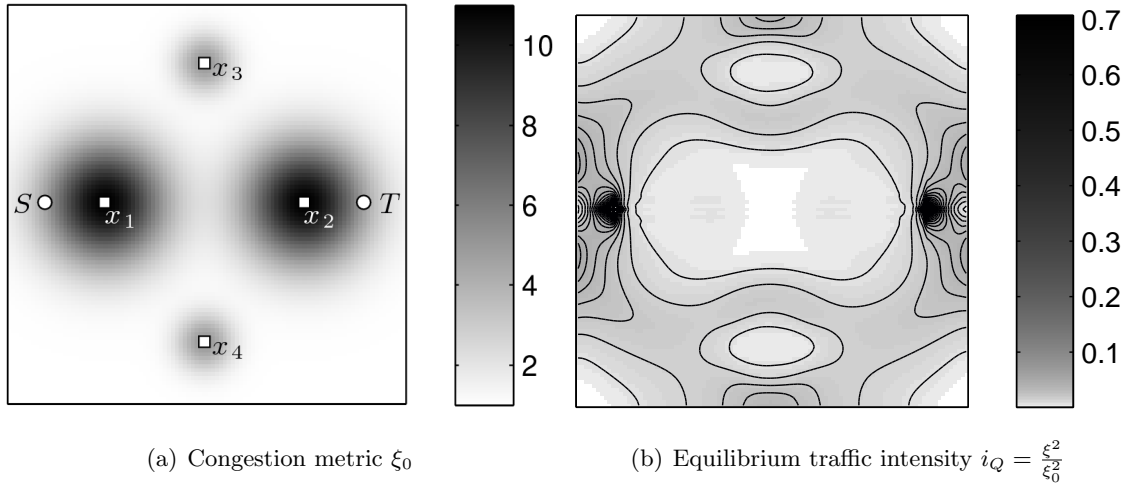 x3
S
x1
x2
T
x4
10
8
6
4
2
0.7
0.6
0.5
0.4
0.3
0.2
0.1
(a) Congestion metric ξ₀
(b) Equilibrium traffic intensity i_Q = ξ²/ξ₀²